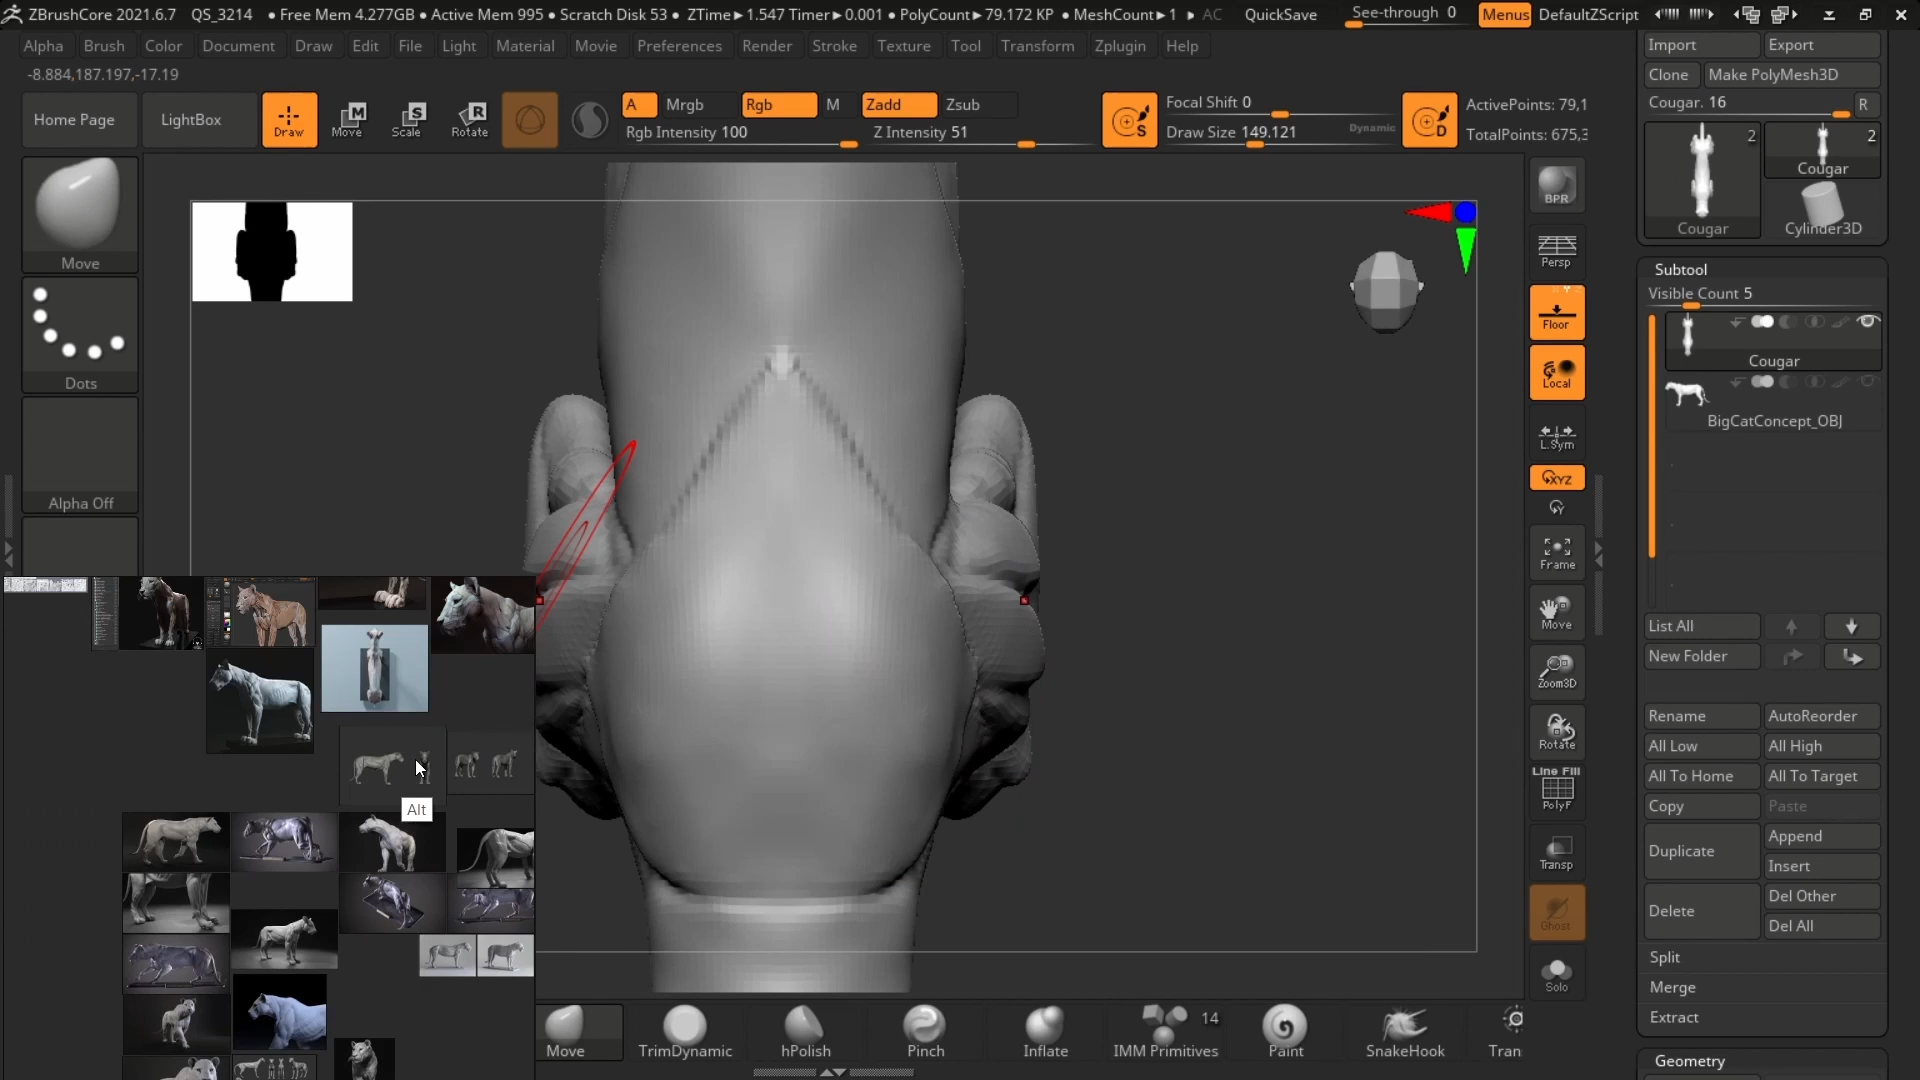 ZBrushCore 2021.6.7 QS_3214 • Free Mem 4.277GB • Active Mem 995 • Scratch Disk 53 • ZTime▶1.547 Timer▶0.001 • PolyCount▶79.172 KP • MeshCount▶1 ▶ AC QuickSave See-through 0 Menus DefaultZScript
Alpha Brush Color Document Draw Edit File Light Material Movie Preferences Render Stroke Texture Tool Transform Zplugin Help
-8.884,187.197,-17.19
Home Page LightBox Draw Move Scale Rotate
M S R
A Mrgb Rgb M Zadd Zsub
Rgb Intensity 100 Z Intensity 51
S Focal Shift 0
Draw Size 149.121 Dynamic
D ActivePoints: 79,1
TotalPoints: 675,3
Move
Dots
Alpha Off
Alt
BPR
Persp
Floor
Local
L.Sym
XYZ
Y
Frame
Move
Zoom3D
Rotate
Line Fill
PolyF
Transp
Ghost
Solo
Move TrimDynamic hPolish Pinch Inflate IMM Primitives 14 Paint SnakeHook Tran
Import Export
Clone Make PolyMesh3D
Cougar. 16 R
2 2
Cougar
Cougar Cylinder3D
Subtool
Visible Count 5
Cougar
BigCatConcept_OBJ
List All
New Folder
Rename AutoReorder
All Low All High
All To Home All To Target
Copy Paste
Duplicate Append
Insert
Delete Del Other
Del All
Split
Merge
Extract
Geometry